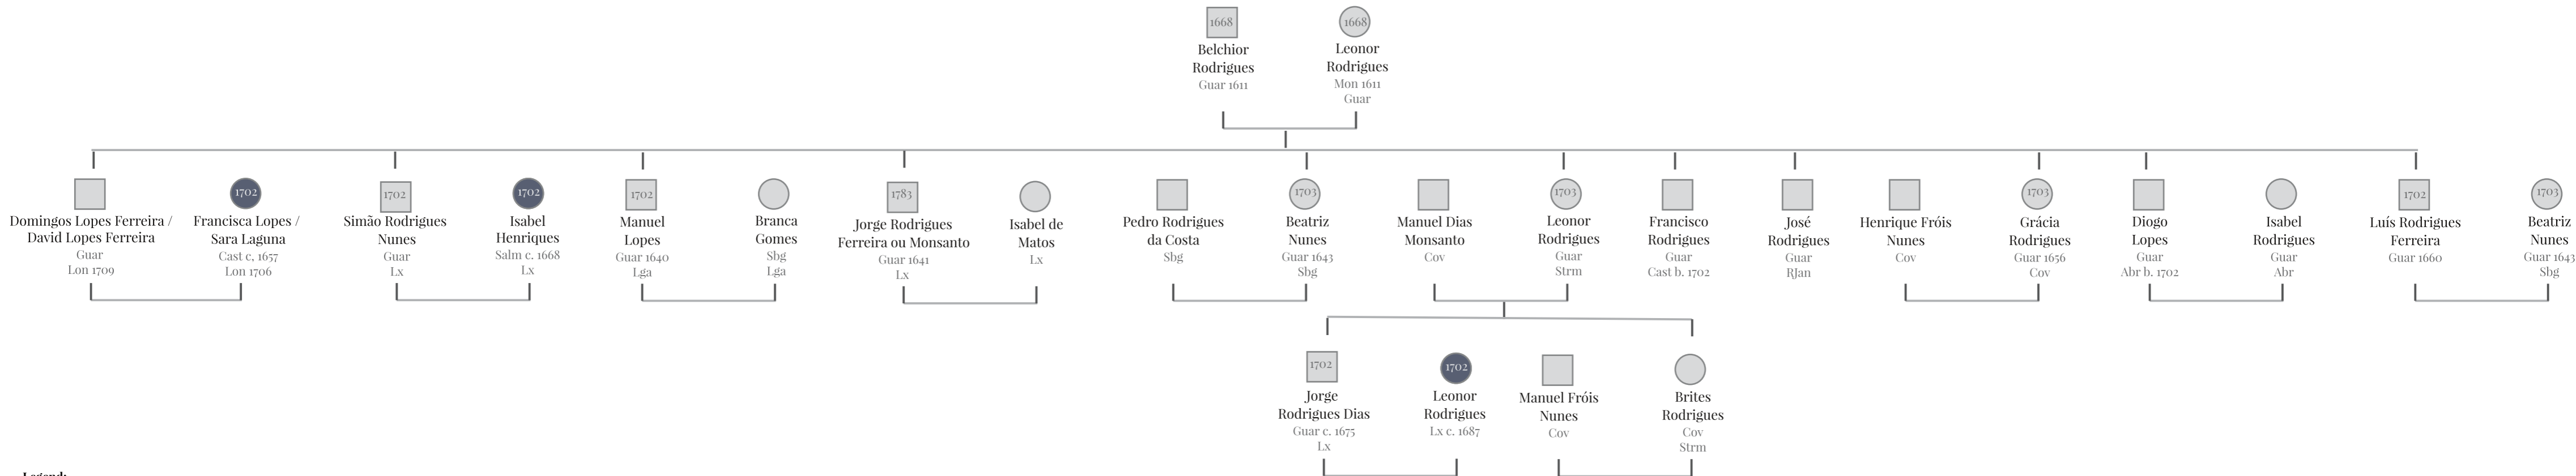 1668
Belchior
Rodrigues
Guar 1611
1668
Leonor
Rodrigues
Mon 1611
Guar
Domingos Lopes Ferreira /
David Lopes Ferreira
Guar
Lon 1709
1702
Francisca Lopes /
Sara Laguna
Cast c, 1657
Lon 1706
1702
Simão Rodrigues
Nunes
Guar
Lx
1702
Isabel
Henriques
Salm c. 1668
Lx
1702
Manuel
Lopes
Guar 1640
Lga
Branca
Gomes
Sbg
Lga
1783
Jorge Rodrigues
Ferreira ou Monsanto
Guar 1641
Lx
Isabel de
Matos
Lx
Pedro Rodrigues
da Costa
Sbg
1703
Beatriz
Nunes
Guar 1643
Sbg
Manuel Dias
Monsanto
Cov
1703
Leonor
Rodrigues
Guar
Strm
Francisco
Rodrigues
Guar
Cast b. 1702
José
Rodrigues
Guar
RJan
Henrique Fróis
Nunes
Cov
1703
Grácia
Rodrigues
Guar 1656
Cov
Diogo
Lopes
Guar
Abr b. 1702
Isabel
Rodrigues
Guar
Abr
1702
Luís Rodrigues
Ferreira
Guar 1660
1703
Beatriz
Nunes
Guar 1643
Sbg
1702
Jorge
Rodrigues Dias
Guar c. 1675
Lx
1702
Leonor
Rodrigues
Lx c. 1687
Manuel Fróis
Nunes
Cov
Brites
Rodrigues
Cov
Strm
Legend: